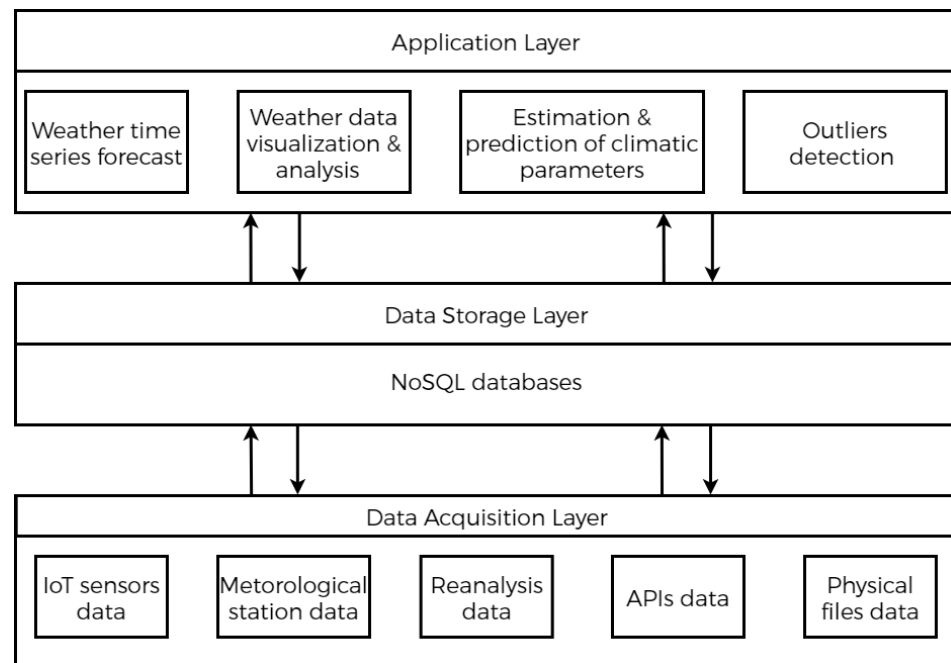 Application Layer
Weather time
series forecast
Weather data
visualization &
analysis
Estimation &
prediction of climatic
parameters
Outliers
detection
Data Storage Layer
NoSQL databases
Data Acquisition Layer
IoT sensors
data
Metorological
station data
Reanalysis
data
APIs data
Physical
files data